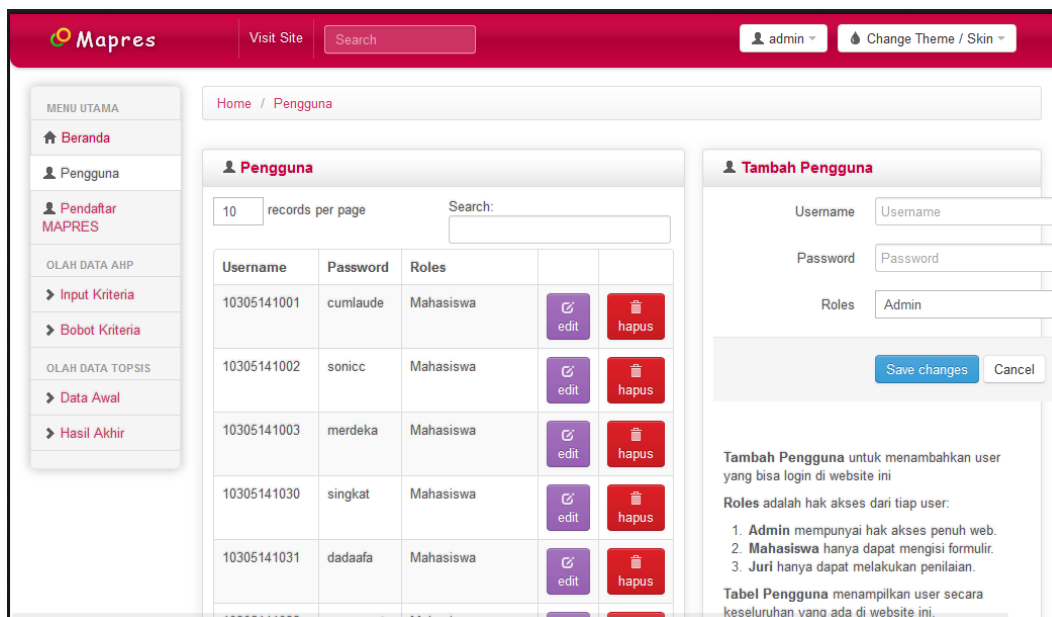 Mapres
Visit Site
Search
admin
Change Theme / Skin
MENU UTAMA
Beranda
Pengguna
Pendaftar
MAPRES
OLAH DATA AHP
Input Kriteria
Bobot Kriteria
OLAH DATA TOPSIS
Data Awal
Hasil Akhir
Home / Pengguna
Pengguna
10 records per page
Search:
Username Password Roles
10305141001 cumlaude Mahasiswa edit hapus
10305141002 sonicc Mahasiswa edit hapus
10305141003 merdeka Mahasiswa edit hapus
10305141030 singkat Mahasiswa edit hapus
10305141031 dadaafa Mahasiswa edit hapus
Tambah Pengguna
Username Username
Password Password
Roles Admin
Save changes Cancel
Tambah Pengguna untuk menambahkan user
yang bisa login di website ini
Roles adalah hak akses dari tiap user:
1. Admin mempunyai hak akses penuh web.
2. Mahasiswa hanya dapat mengisi formulir.
3. Juri hanya dapat melakukan penilaian.
Tabel Pengguna menampilkan user secara
keseluruhan yang ada di website ini.